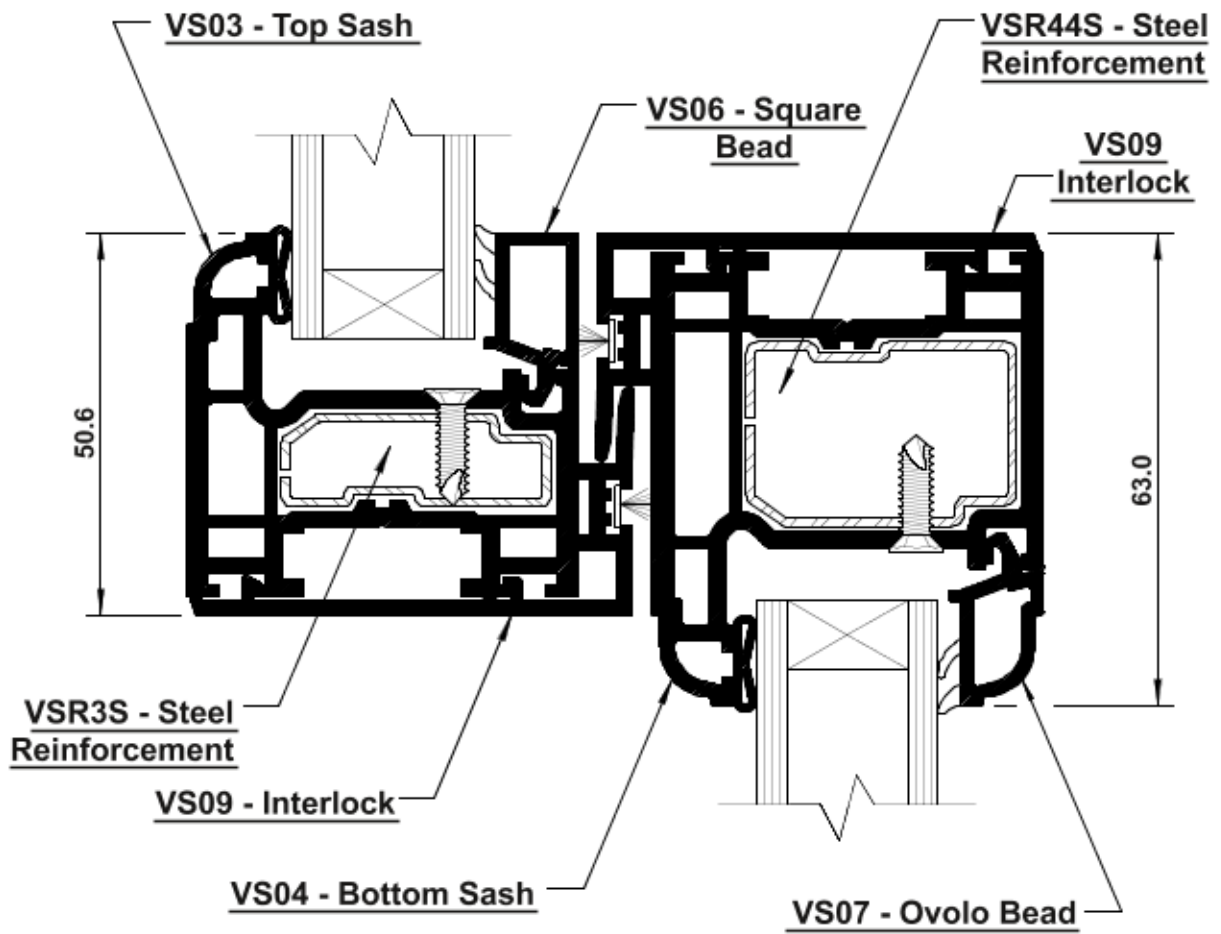 VS03 - Top Sash
VSR44S - Steel
Reinforcement
VS06 - Square
Bead
VS09
Interlock
50.6
63.0
VSR3S - Steel
Reinforcement
VS09 - Interlock
VS04 - Bottom Sash
VS07 - Ovolo Bead